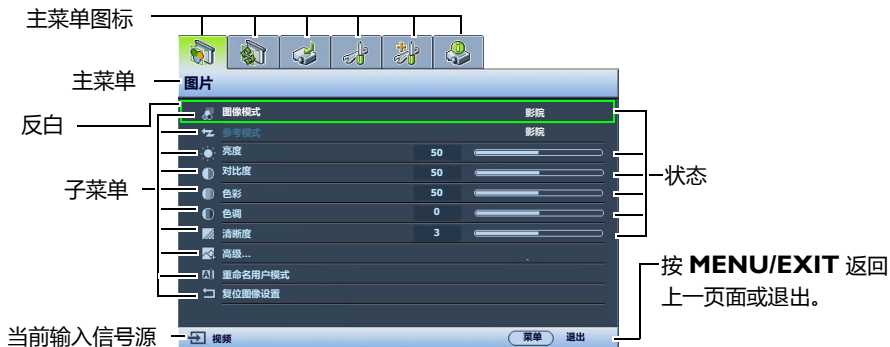 主菜单图标
主菜单
图片
反白
图像模式 影院
参考模式 影院
亮度 50
对比度 50
子菜单
状态
色彩 50
色调 0
清晰度 3
高级...
重命名用户模式
复位图像设置
按 MENU/EXIT 返回
上一页面或退出。
当前输入信号源
视频
菜单 退出